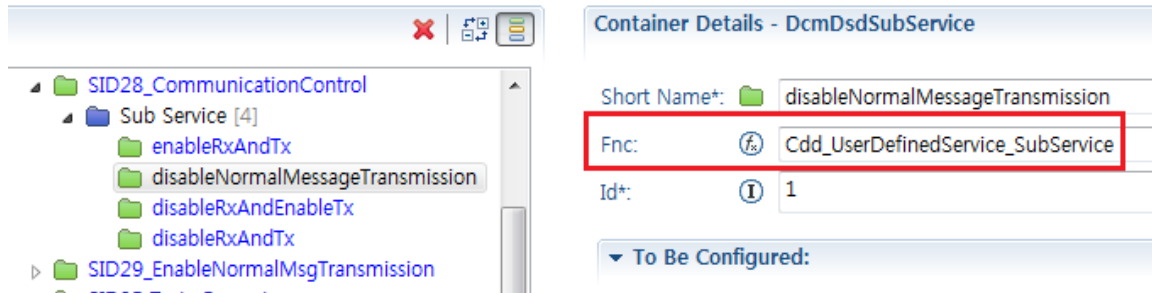 SID28_CommunicationControl
Sub Service [4]
enableRxAndTx
disableNormalMessageTransmission
disableRxAndEnableTx
disableRxAndTx
SID29_EnableNormalMsgTransmission
Container Details - DcmDsdSubService
Short Name*: disableNormalMessageTransmission
Fnc: Cdd_UserDefinedService_SubService
Id*: 1
To Be Configured: